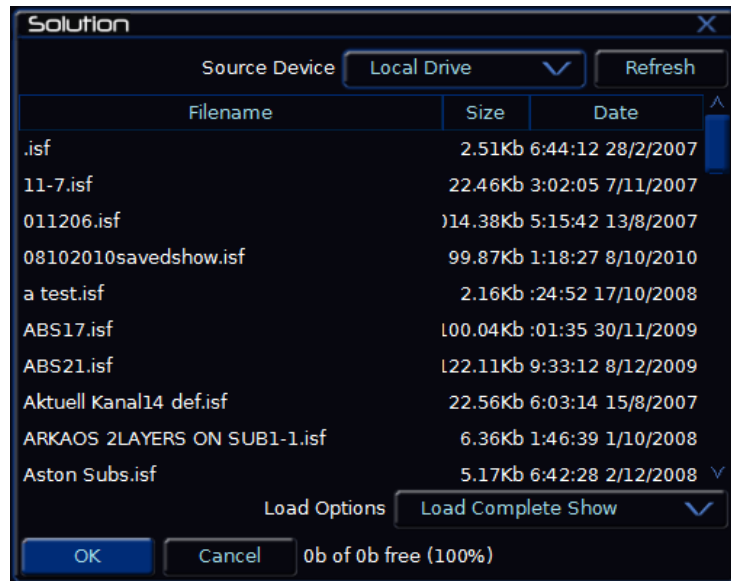 Solution
Source Device Local Drive Refresh
Filename Size Date
.isf 2.51Kb 6:44:12 28/2/2007
11-7.isf 22.46Kb 3:02:05 7/11/2007
011206.isf 014.38Kb 5:15:42 13/8/2007
08102010savedshow.isf 99.87Kb 1:18:27 8/10/2010
a test.isf 2.16Kb :24:52 17/10/2008
ABS17.isf 100.04Kb :01:35 30/11/2009
ABS21.isf 122.11Kb 9:33:12 8/12/2009
Aktuell Kanal14 def.isf 22.56Kb 6:03:14 15/8/2007
ARKAOS 2LAYERS ON SUB1-1.isf 6.36Kb 1:46:39 1/10/2008
Aston Subs.isf 5.17Kb 6:42:28 2/12/2008
Load Options Load Complete Show
OK Cancel 0b of 0b free (100%)